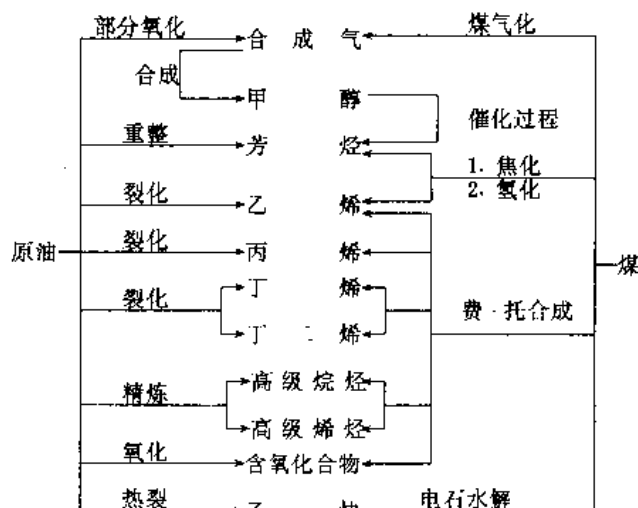 部分氧化 合成气 煤气化
合成
甲醇 催化过程
重整 芳烃
1. 焦化
裂化 乙烯 2. 氢化
原油 裂化 丙烯 煤
裂化 丁烯 费-托合成
丁二烯
精炼 高级烷烃
高级烯烃
氧化 含氧化合物
热裂 电石水解